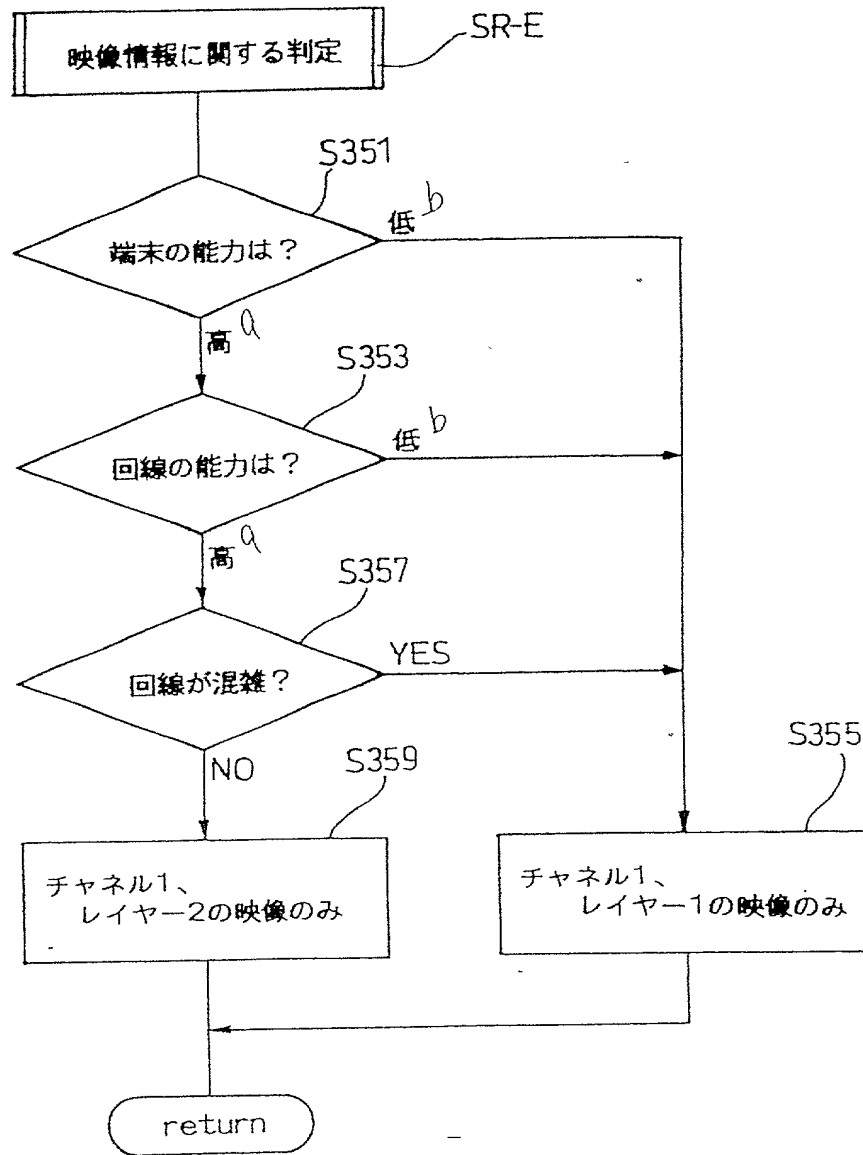 映像情報に関する判定
SR-E
S351
端末の能力は？
低 b
高 a
S353
回線の能力は？
低 b
高 a
S357
回線が混雑？
YES
NO
S359
S355
チャネル1、
レイヤー2の映像のみ
チャネル1、
レイヤー1の映像のみ
return